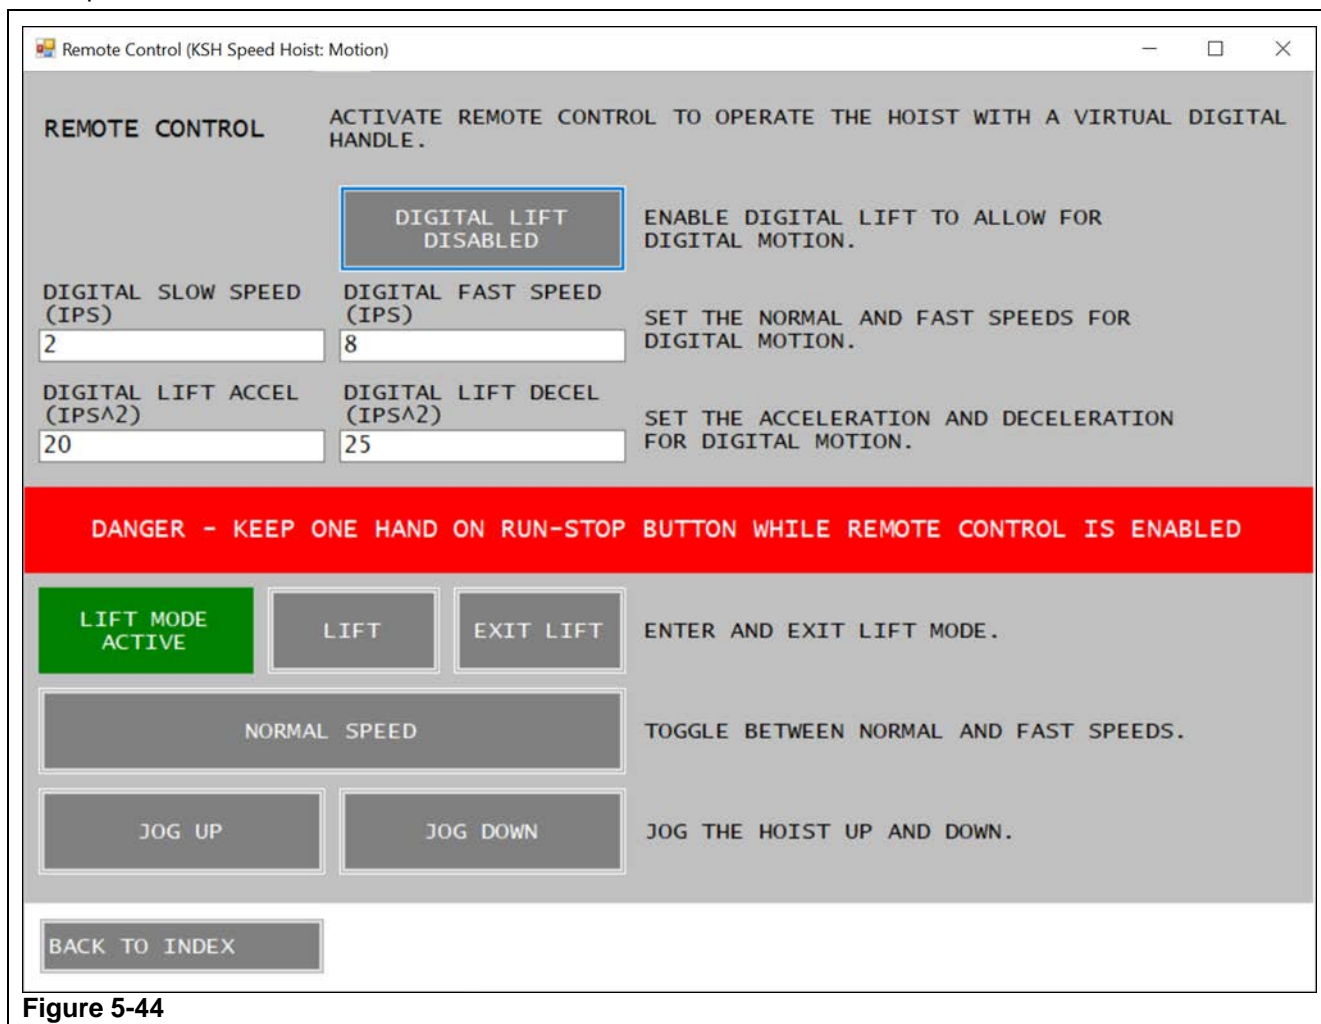 Remote Control (KSH Speed Hoist: Motion)
REMOTE CONTROL
ACTIVATE REMOTE CONTROL TO OPERATE THE HOIST WITH A VIRTUAL DIGITAL
HANDLE.
DIGITAL LIFT
DISABLED
ENABLE DIGITAL LIFT TO ALLOW FOR
DIGITAL MOTION.
DIGITAL SLOW SPEED
(IPS)
2
DIGITAL FAST SPEED
(IPS)
8
SET THE NORMAL AND FAST SPEEDS FOR
DIGITAL MOTION.
DIGITAL LIFT ACCEL
(IPS^2)
20
DIGITAL LIFT DECEL
(IPS^2)
25
SET THE ACCELERATION AND DECELERATION
FOR DIGITAL MOTION.
DANGER - KEEP ONE HAND ON RUN-STOP BUTTON WHILE REMOTE CONTROL IS ENABLED
LIFT MODE
ACTIVE
LIFT
EXIT LIFT
ENTER AND EXIT LIFT MODE.
NORMAL SPEED
TOGGLE BETWEEN NORMAL AND FAST SPEEDS.
JOG UP
JOG DOWN
JOG THE HOIST UP AND DOWN.
BACK TO INDEX
Figure 5-44